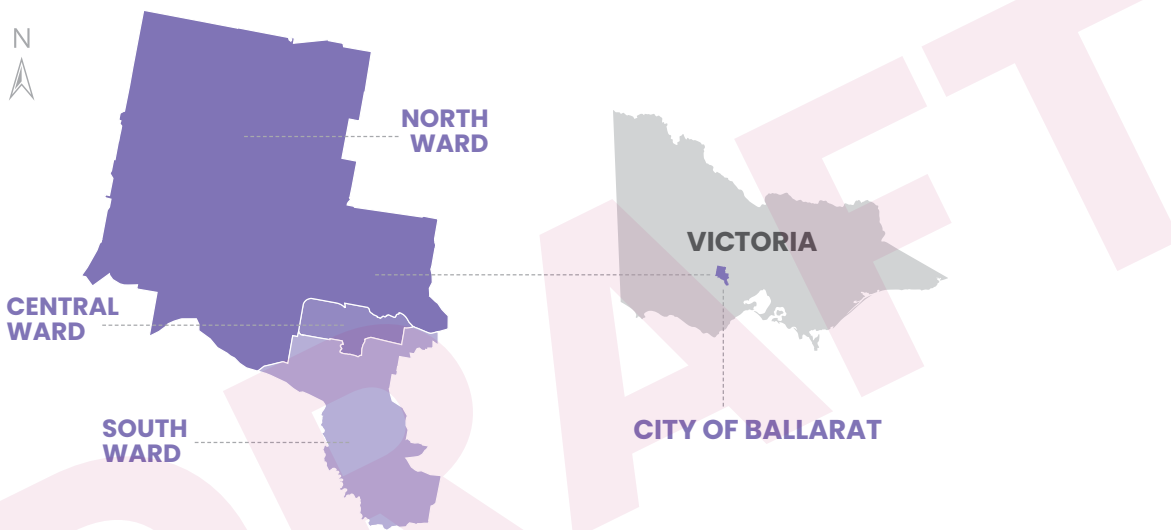 N
NORTH
WARD
VICTORIA
CENTRAL
WARD
SOUTH
WARD
CITY OF BALLARAT
DRAFT